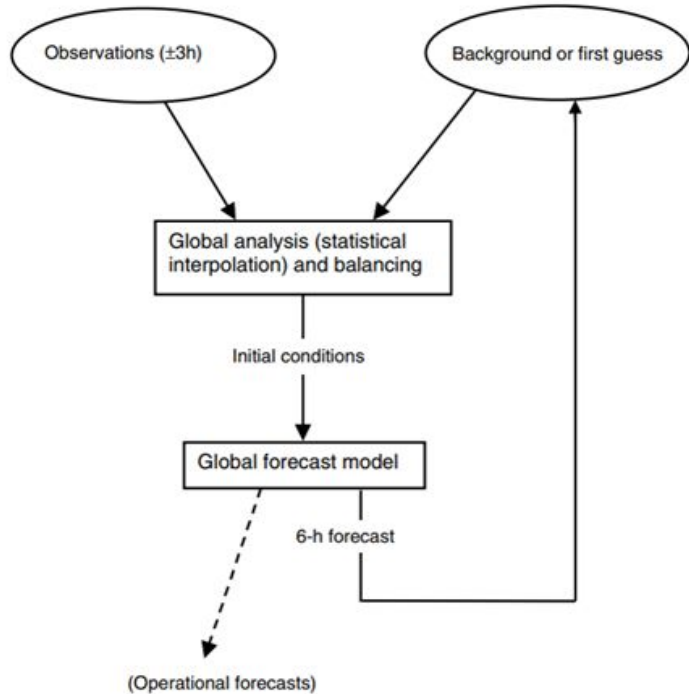 Observations (±3h)
Background or first guess
Global analysis (statistical
interpolation) and balancing
Initial conditions
Global forecast model
6-h forecast
(Operational forecasts)